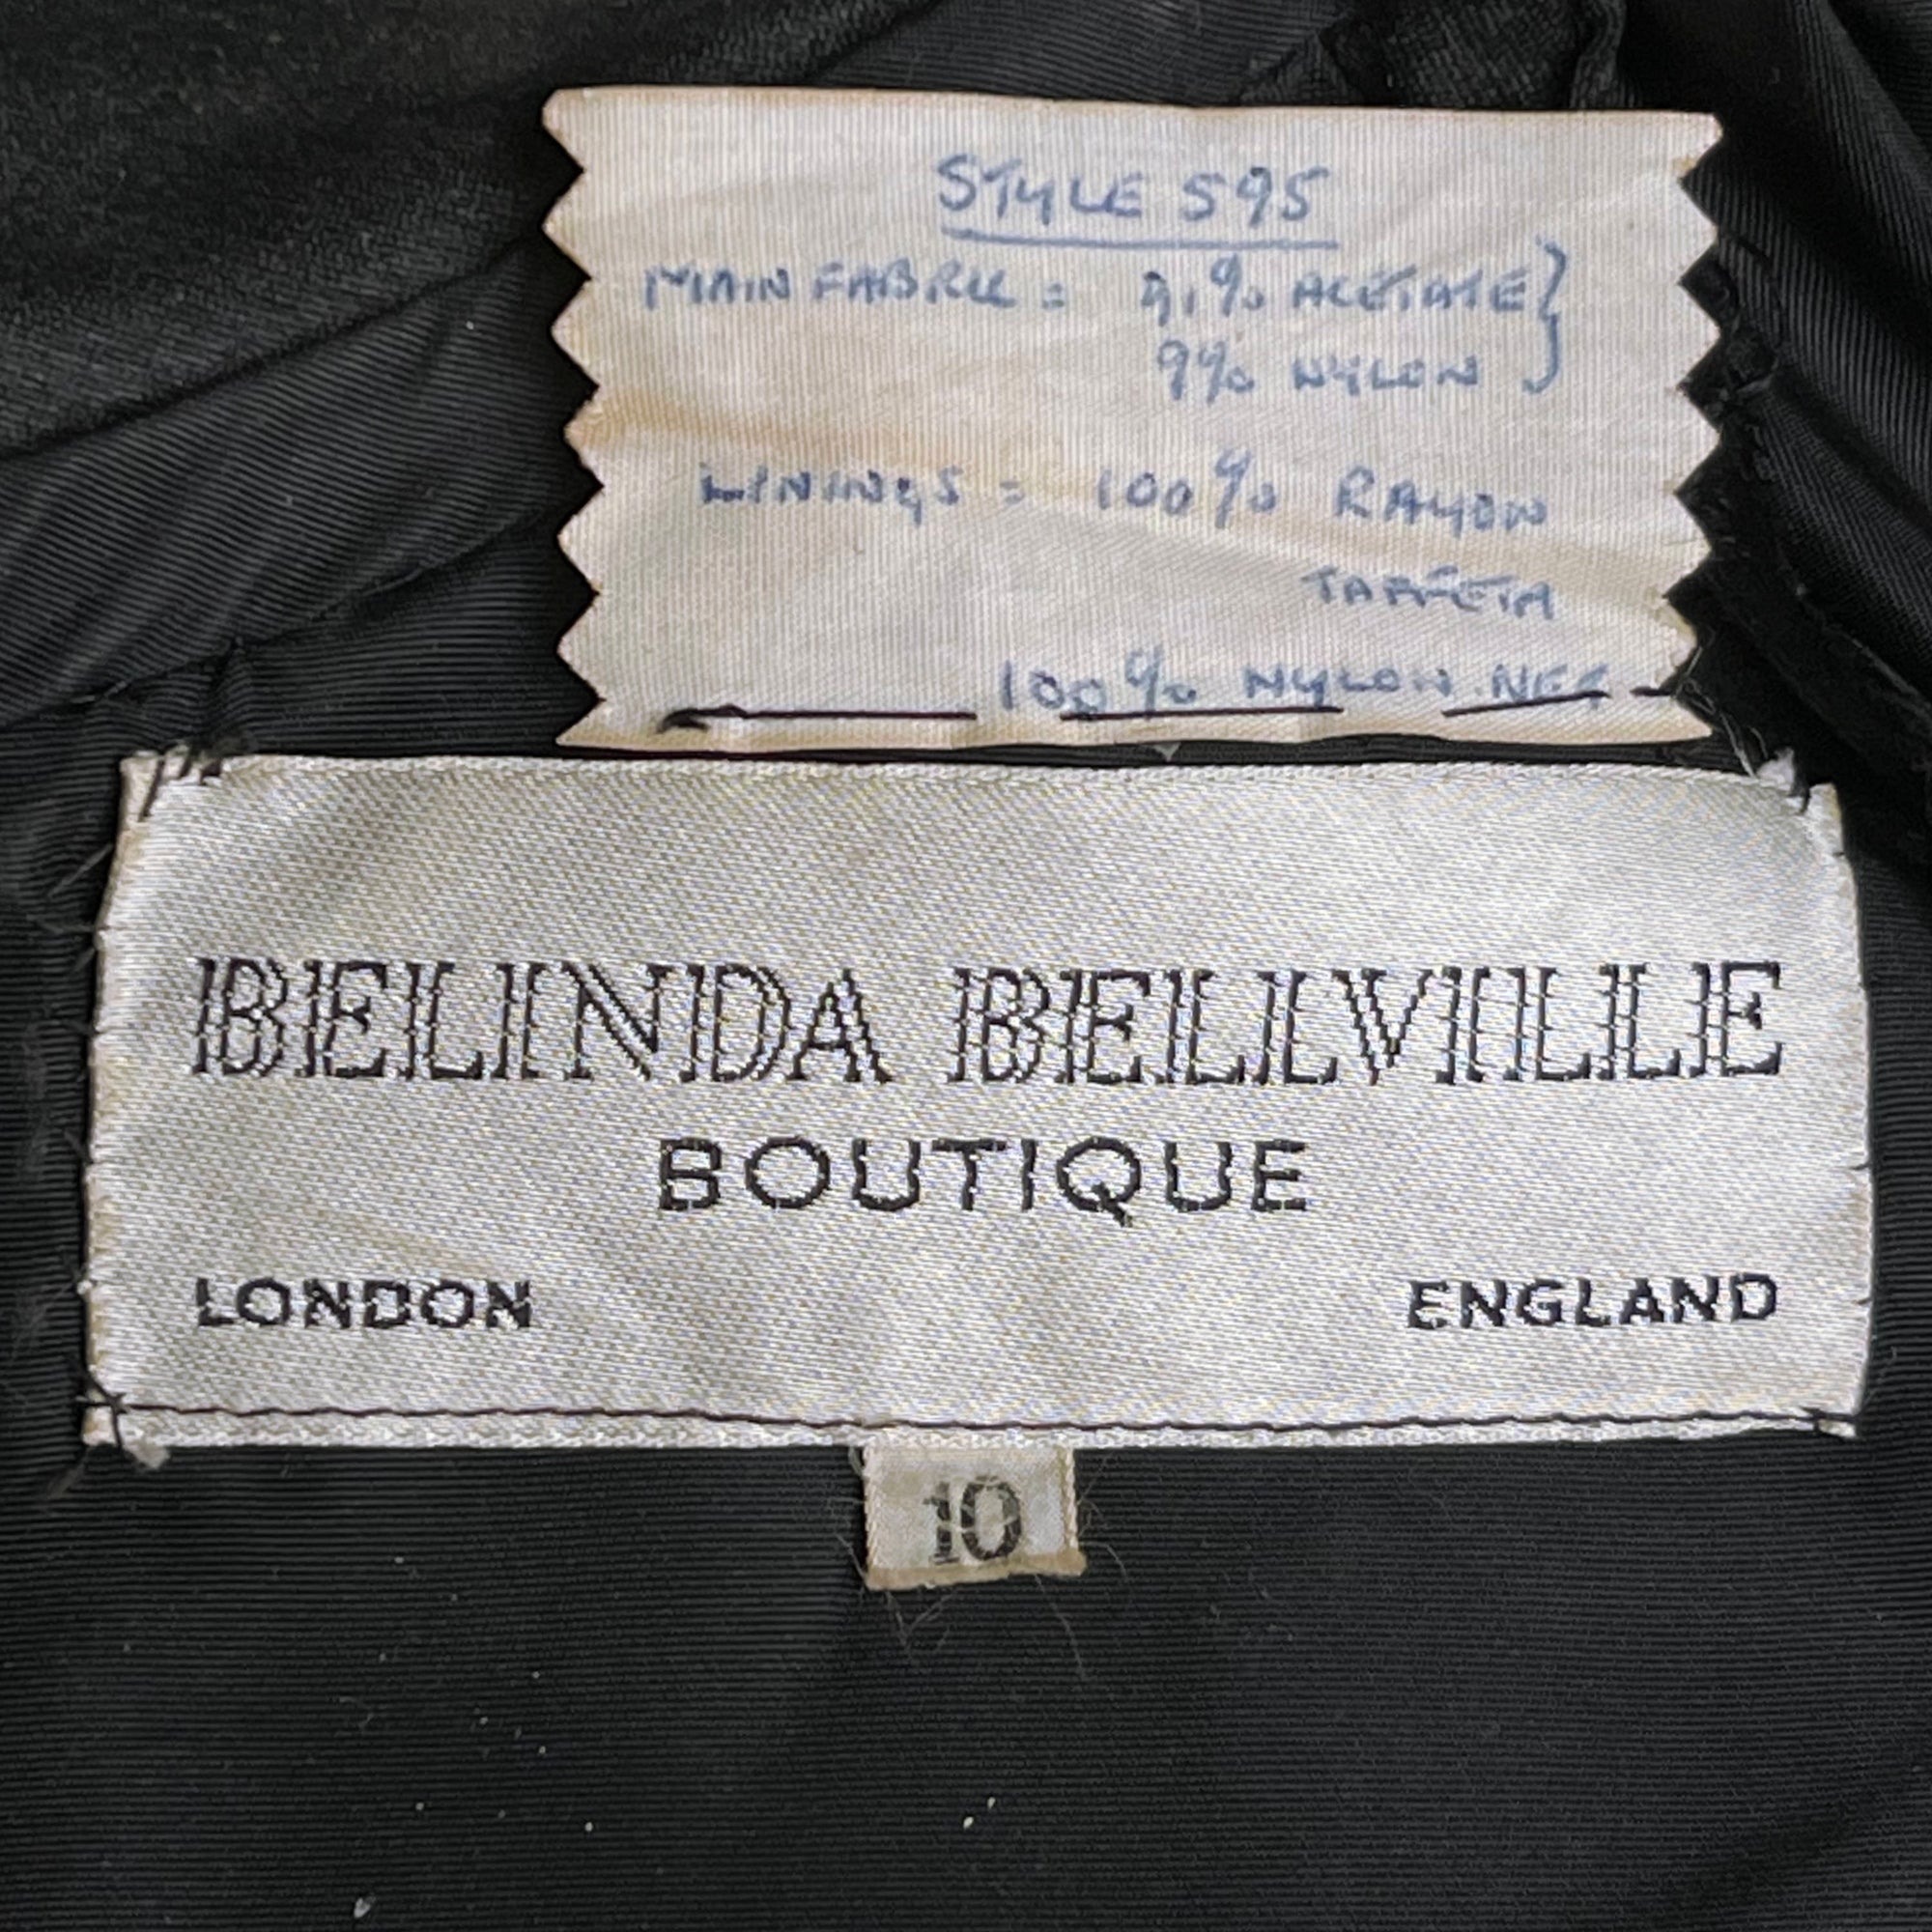 STYLE 595
MAIN FABRIC = 91% ACETATE }
9% NYLON
LININGS = 100% RAYON
TAFFETA
100% NYLON NET
BELINDA BELLVILLE
BOUTIQUE
LONDON ENGLAND
10